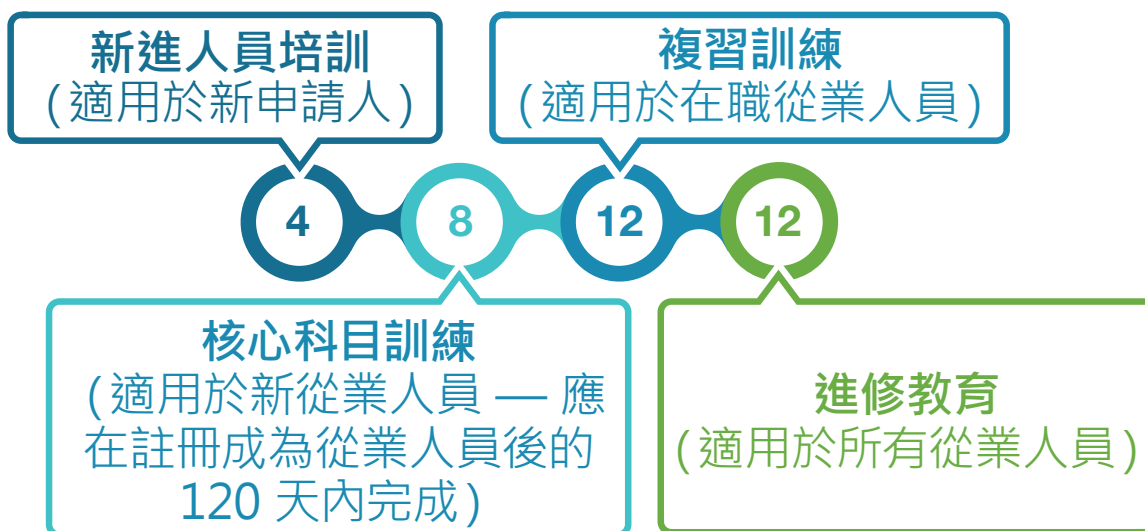 新進人員培訓
(適用於新申請人)
複習訓練
(適用於在職從業人員)
4
8
12
12
核心科目訓練
(適用於新從業人員 — 應
在註冊成為從業人員後的
120 天內完成)
進修教育
(適用於所有從業人員)